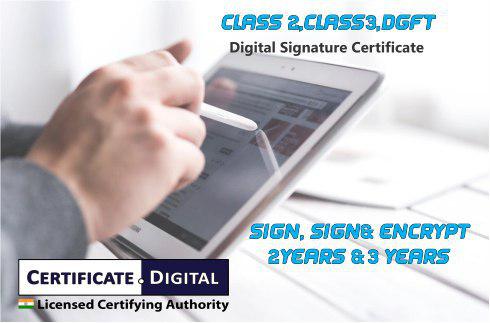 CLASS 2,CLASS3,DGFT
Digital Signature Certificate
SIGN, SIGN& ENCRYPT
2YEARS &3 YEARS
CERTIFICATE.DIGITAL
Licensed Certifying Authority